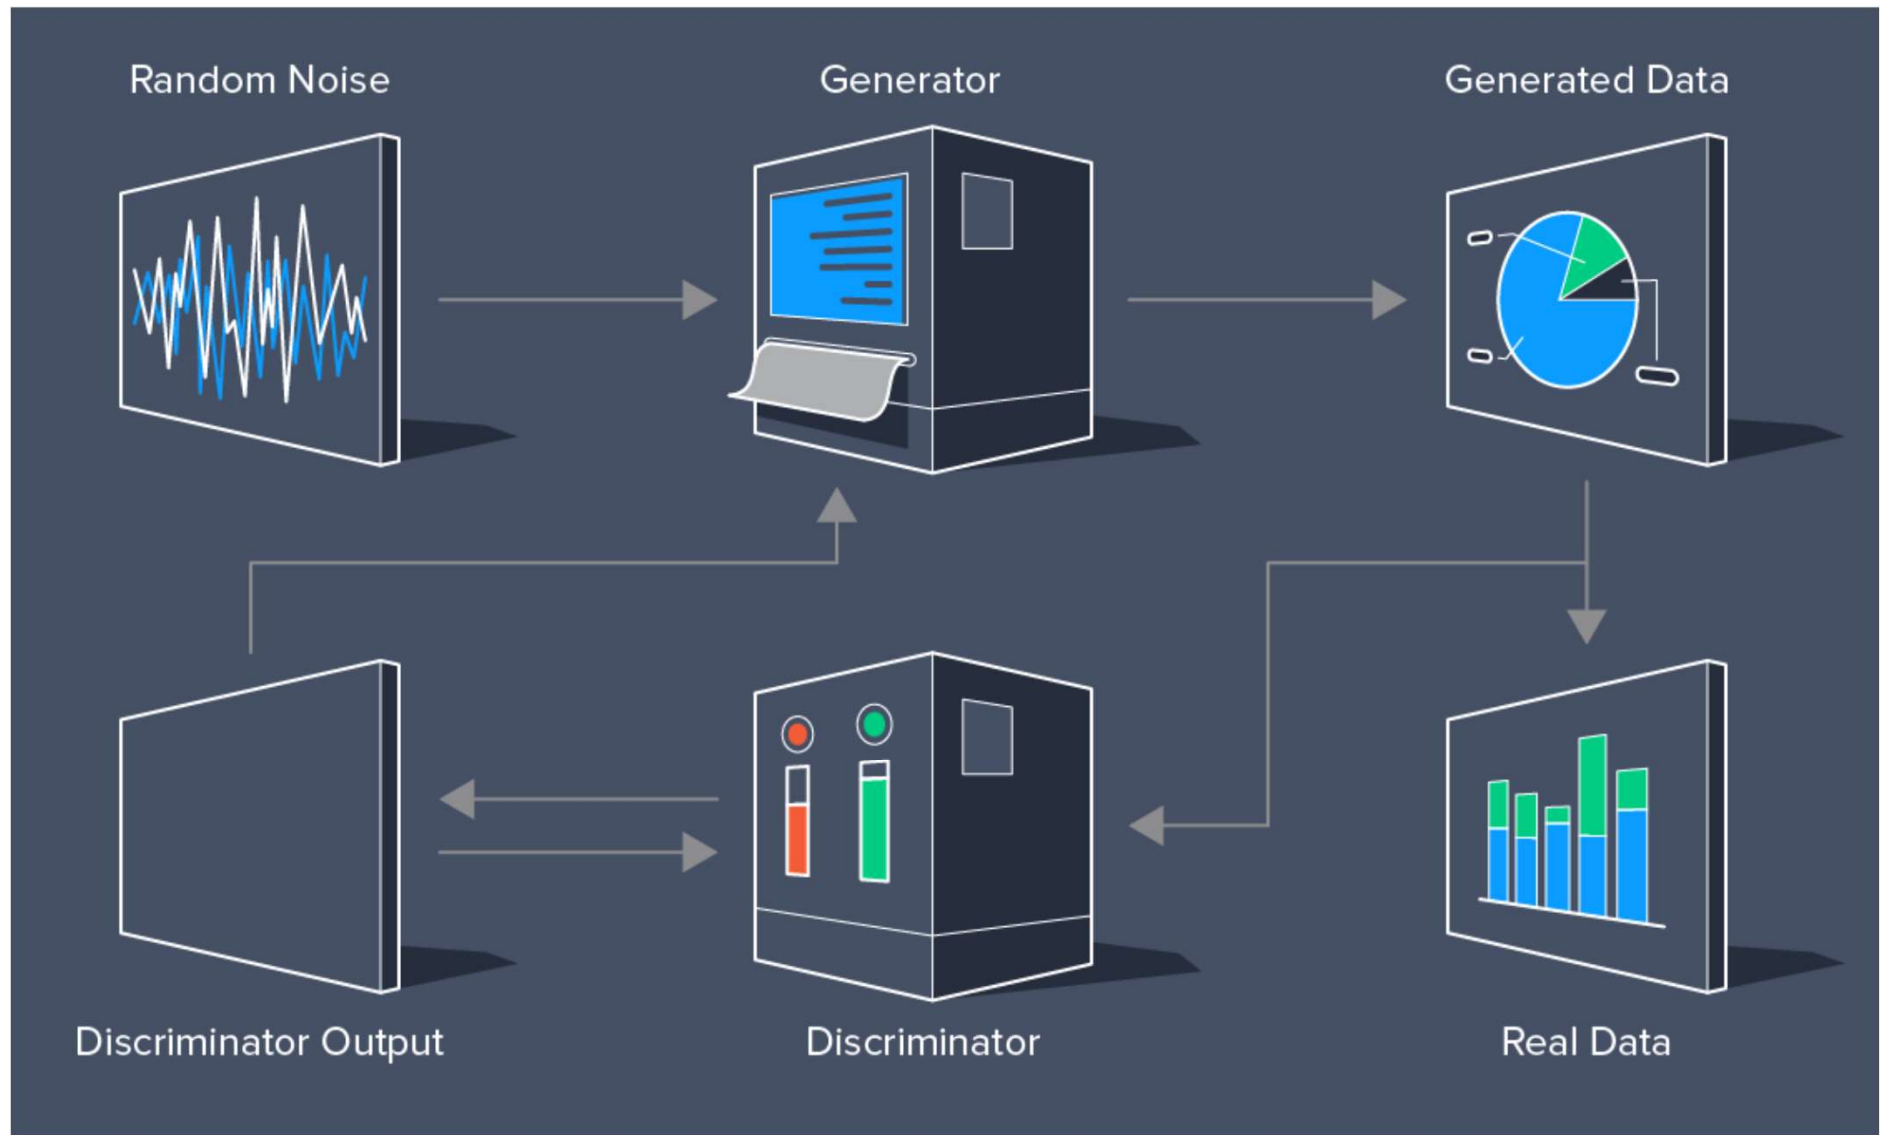 Random Noise
Generator
Generated Data
Discriminator Output
Discriminator
Real Data